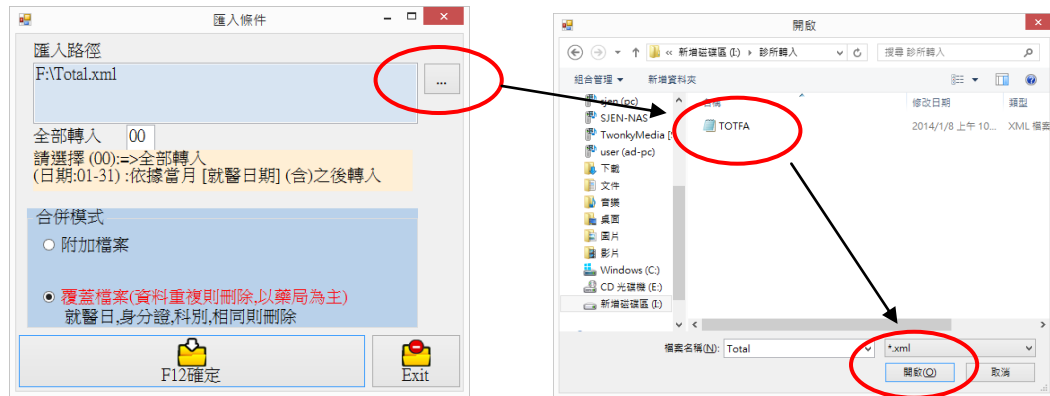 匯入條件
匯入路徑
F:\Total.xml
...
全部轉入 00
請選擇 (00):=>全部轉入
(日期:01-31) :依據當月 [就醫日期] (含)之後轉入
合併模式
附加檔案
覆蓋檔案(資料重複則刪除,以藥局為主)
就醫日,身分證,科別,相同則刪除
F12確定
Exit
開啟
« 新增磁碟區 (I:) ▸ 診所轉入
搜尋 診所轉入
組合管理 ▼ 新增資料夾
名稱 修改日期 類型
sjen (pc)
SJEN-NAS
TOTFA 2014/1/8 上午 10... XML 檔案
TwonkyMedia [
user (ad-pc)
下載
文件
音樂
桌面
圖片
影片
Windows (C:)
CD 光碟機 (E:)
新增磁碟區 (I:)
檔案名稱(N): Total *.xml
開啟(O) 取消